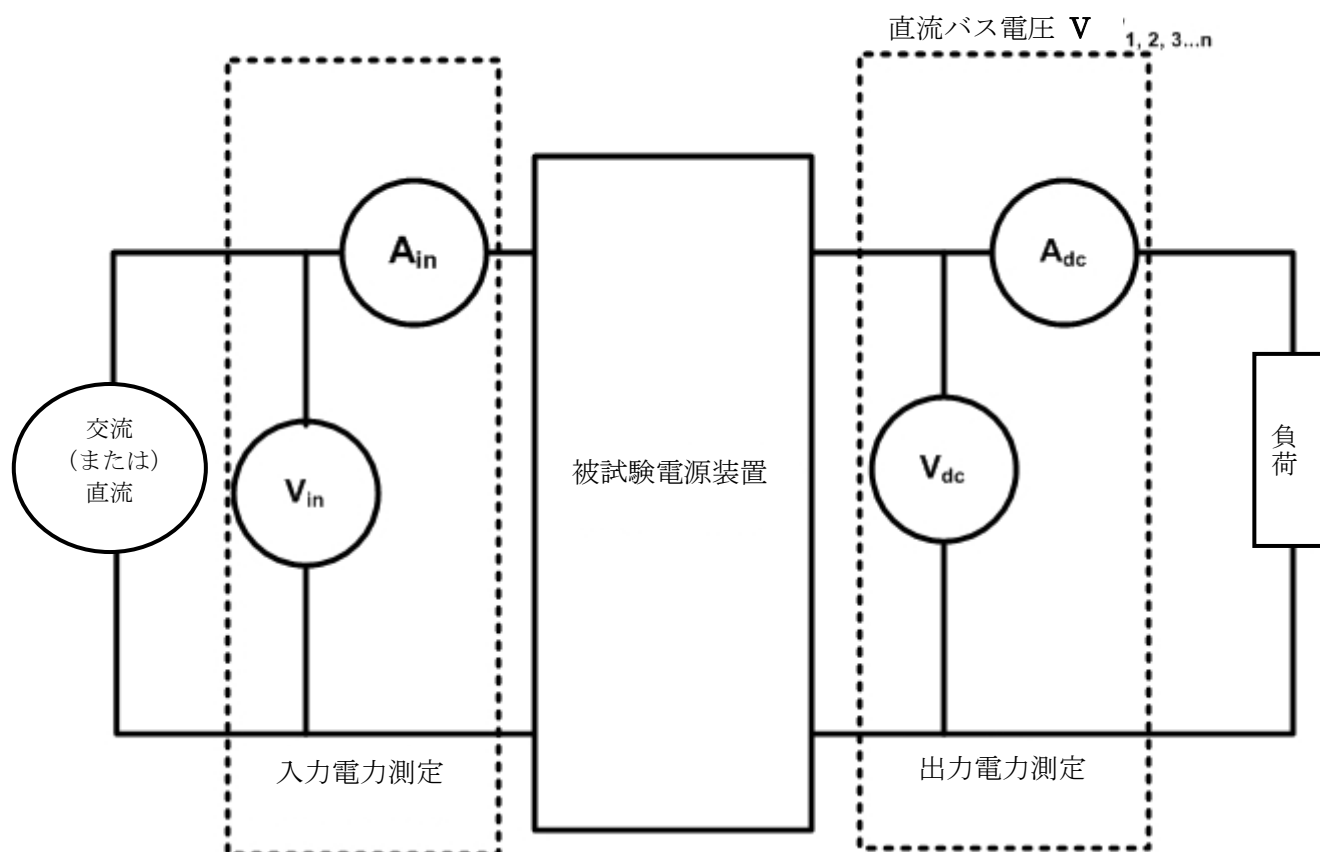 直流バス電圧 V 1, 2, 3...n
Ain
Adc
交流
（または）
直流
Vin
被試験電源装置
Vdc
負荷
入力電力測定
出力電力測定